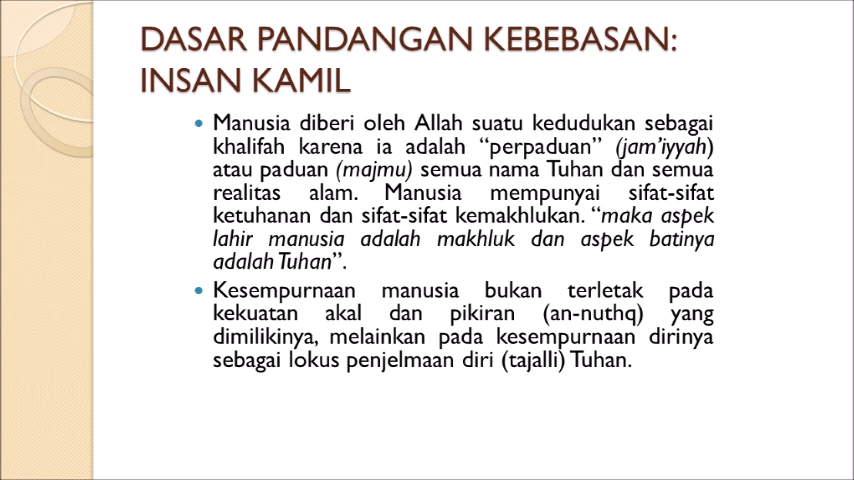 DASAR PANDANGAN KEBEBASAN:
INSAN KAMIL
• Manusia diberi oleh Allah suatu kedudukan sebagai
khalifah karena ia adalah “perpaduan” (jam’iyyah)
atau paduan (majmu) semua nama Tuhan dan semua
realitas alam. Manusia mempunyai sifat-sifat
ketuhanan dan sifat-sifat kemakhlukan. “maka aspek
lahir manusia adalah makhluk dan aspek batinya
adalah Tuhan”.
• Kesempurnaan manusia bukan terletak pada
kekuatan akal dan pikiran (an-nuthq) yang
dimilikinya, melainkan pada kesempurnaan dirinya
sebagai lokus penjelmaan diri (tajalli) Tuhan.